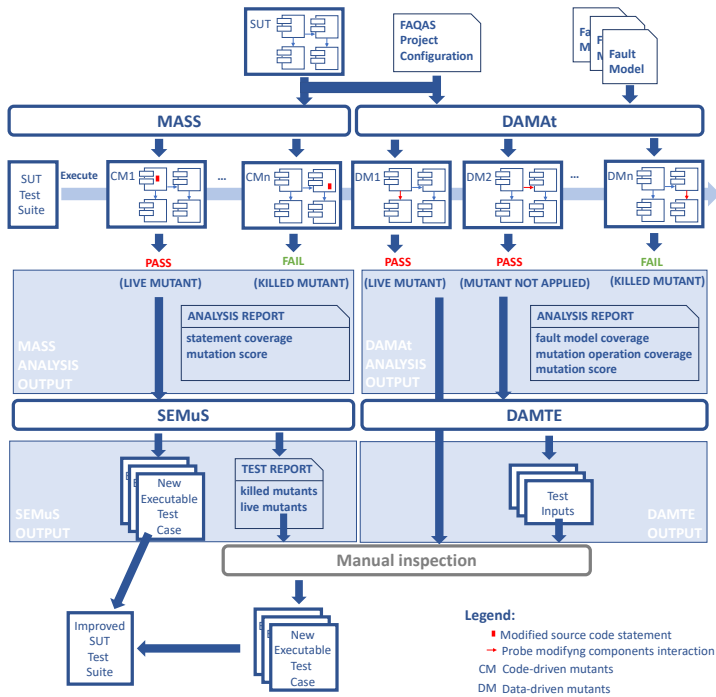 SUT
FAQAS
Project
Configuration
Fa
M
Fa
M
Fault
Model
MASS
DAMAt
SUT
Test
Suite
Execute
CM1
...
CMn
DM1
DM2
...
DMn
PASS
FAIL
PASS
PASS
FAIL
(LIVE MUTANT)
(KILLED MUTANT)
(LIVE MUTANT)
(MUTANT NOT APPLIED)
(KILLED MUTANT)
ANALYSIS REPORT
statement coverage
mutation score
MASS
ANALYSIS
OUTPUT
DAMAt
ANALYSIS
OUTPUT
ANALYSIS REPORT
fault model coverage
mutation operation coverage
mutation score
SEMuS
DAMTE
New
Executable
Test
Case
TEST REPORT
killed mutants
live mutants
SEMuS
OUTPUT
Test
Inputs
DAMTE
OUTPUT
Manual inspection
Improved
SUT
Test
Suite
New
Executable
Test
Case
Legend:
Modified source code statement
Probe modifyng components interaction
CM Code-driven mutants
DM Data-driven mutants